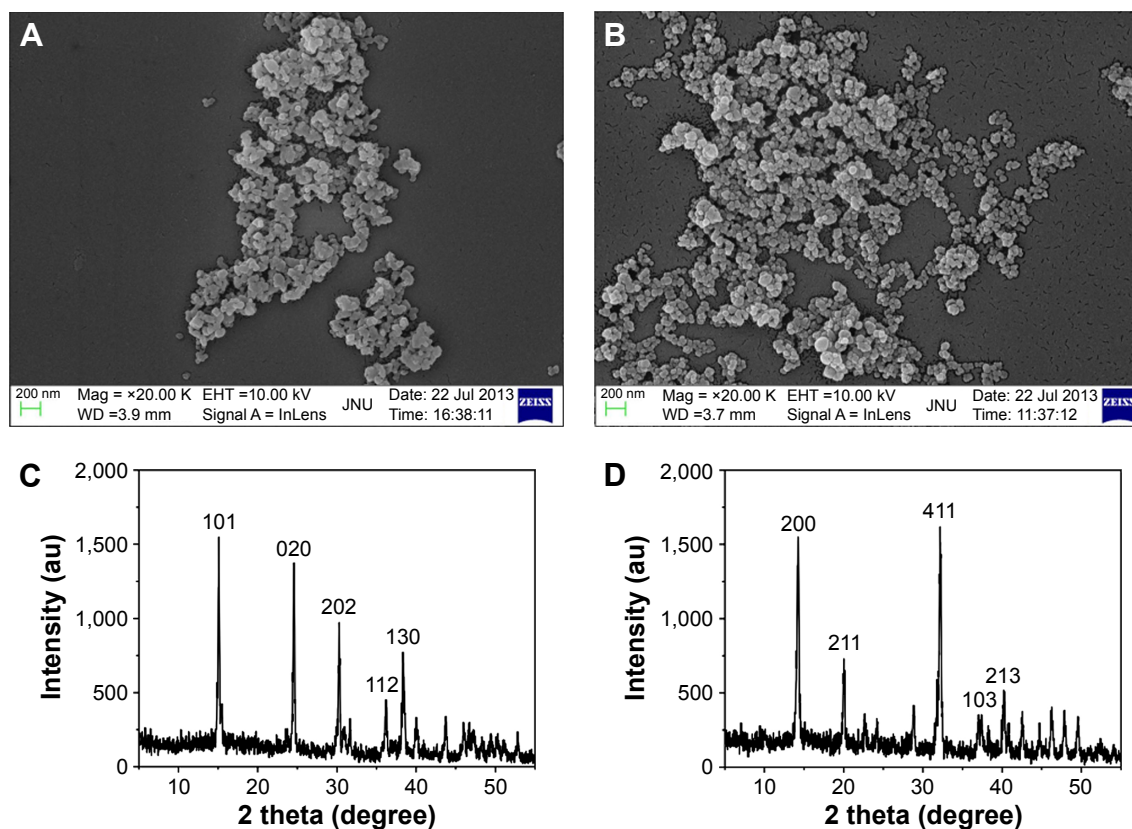 A
200 nm
Mag = ×20.00 K EHT =10.00 kV
WD =3.9 mm Signal A = InLens
JNU
Date: 22 Jul 2013
Time: 16:38:11
ZEISS
B
200 nm
Mag = ×20.00 K EHT =10.00 kV
WD =3.7 mm Signal A = InLens
JNU
Date: 22 Jul 2013
Time: 11:37:12
ZEISS
C
2,000
1,500
1,000
500
0
Intensity (au)
101
020
202
112
130
10 20 30 40 50
2 theta (degree)
D
2,000
1,500
1,000
500
0
Intensity (au)
200
211
411
103
213
10 20 30 40 50
2 theta (degree)